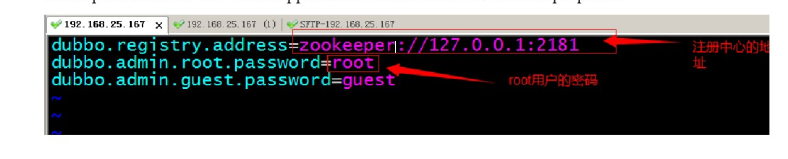 192.168.25.167 x 192.168.25.167 (1) SFTP-192.168.25.167
dubbo.registry.address=zookeeper://127.0.0.1:2181
注册中心的地
址
dubbo.admin.root.password=root
dubbo.admin.guest.password=guest
root用户的密码
~
~
~